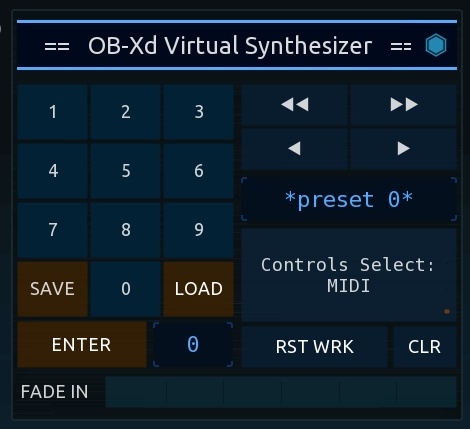 == OB-Xd Virtual Synthesizer ==
1 2 3
4 5 6
7 8 9
SAVE 0 LOAD
ENTER 0
*preset 0*
Controls Select:
MIDI
RST WRK CLR
FADE IN